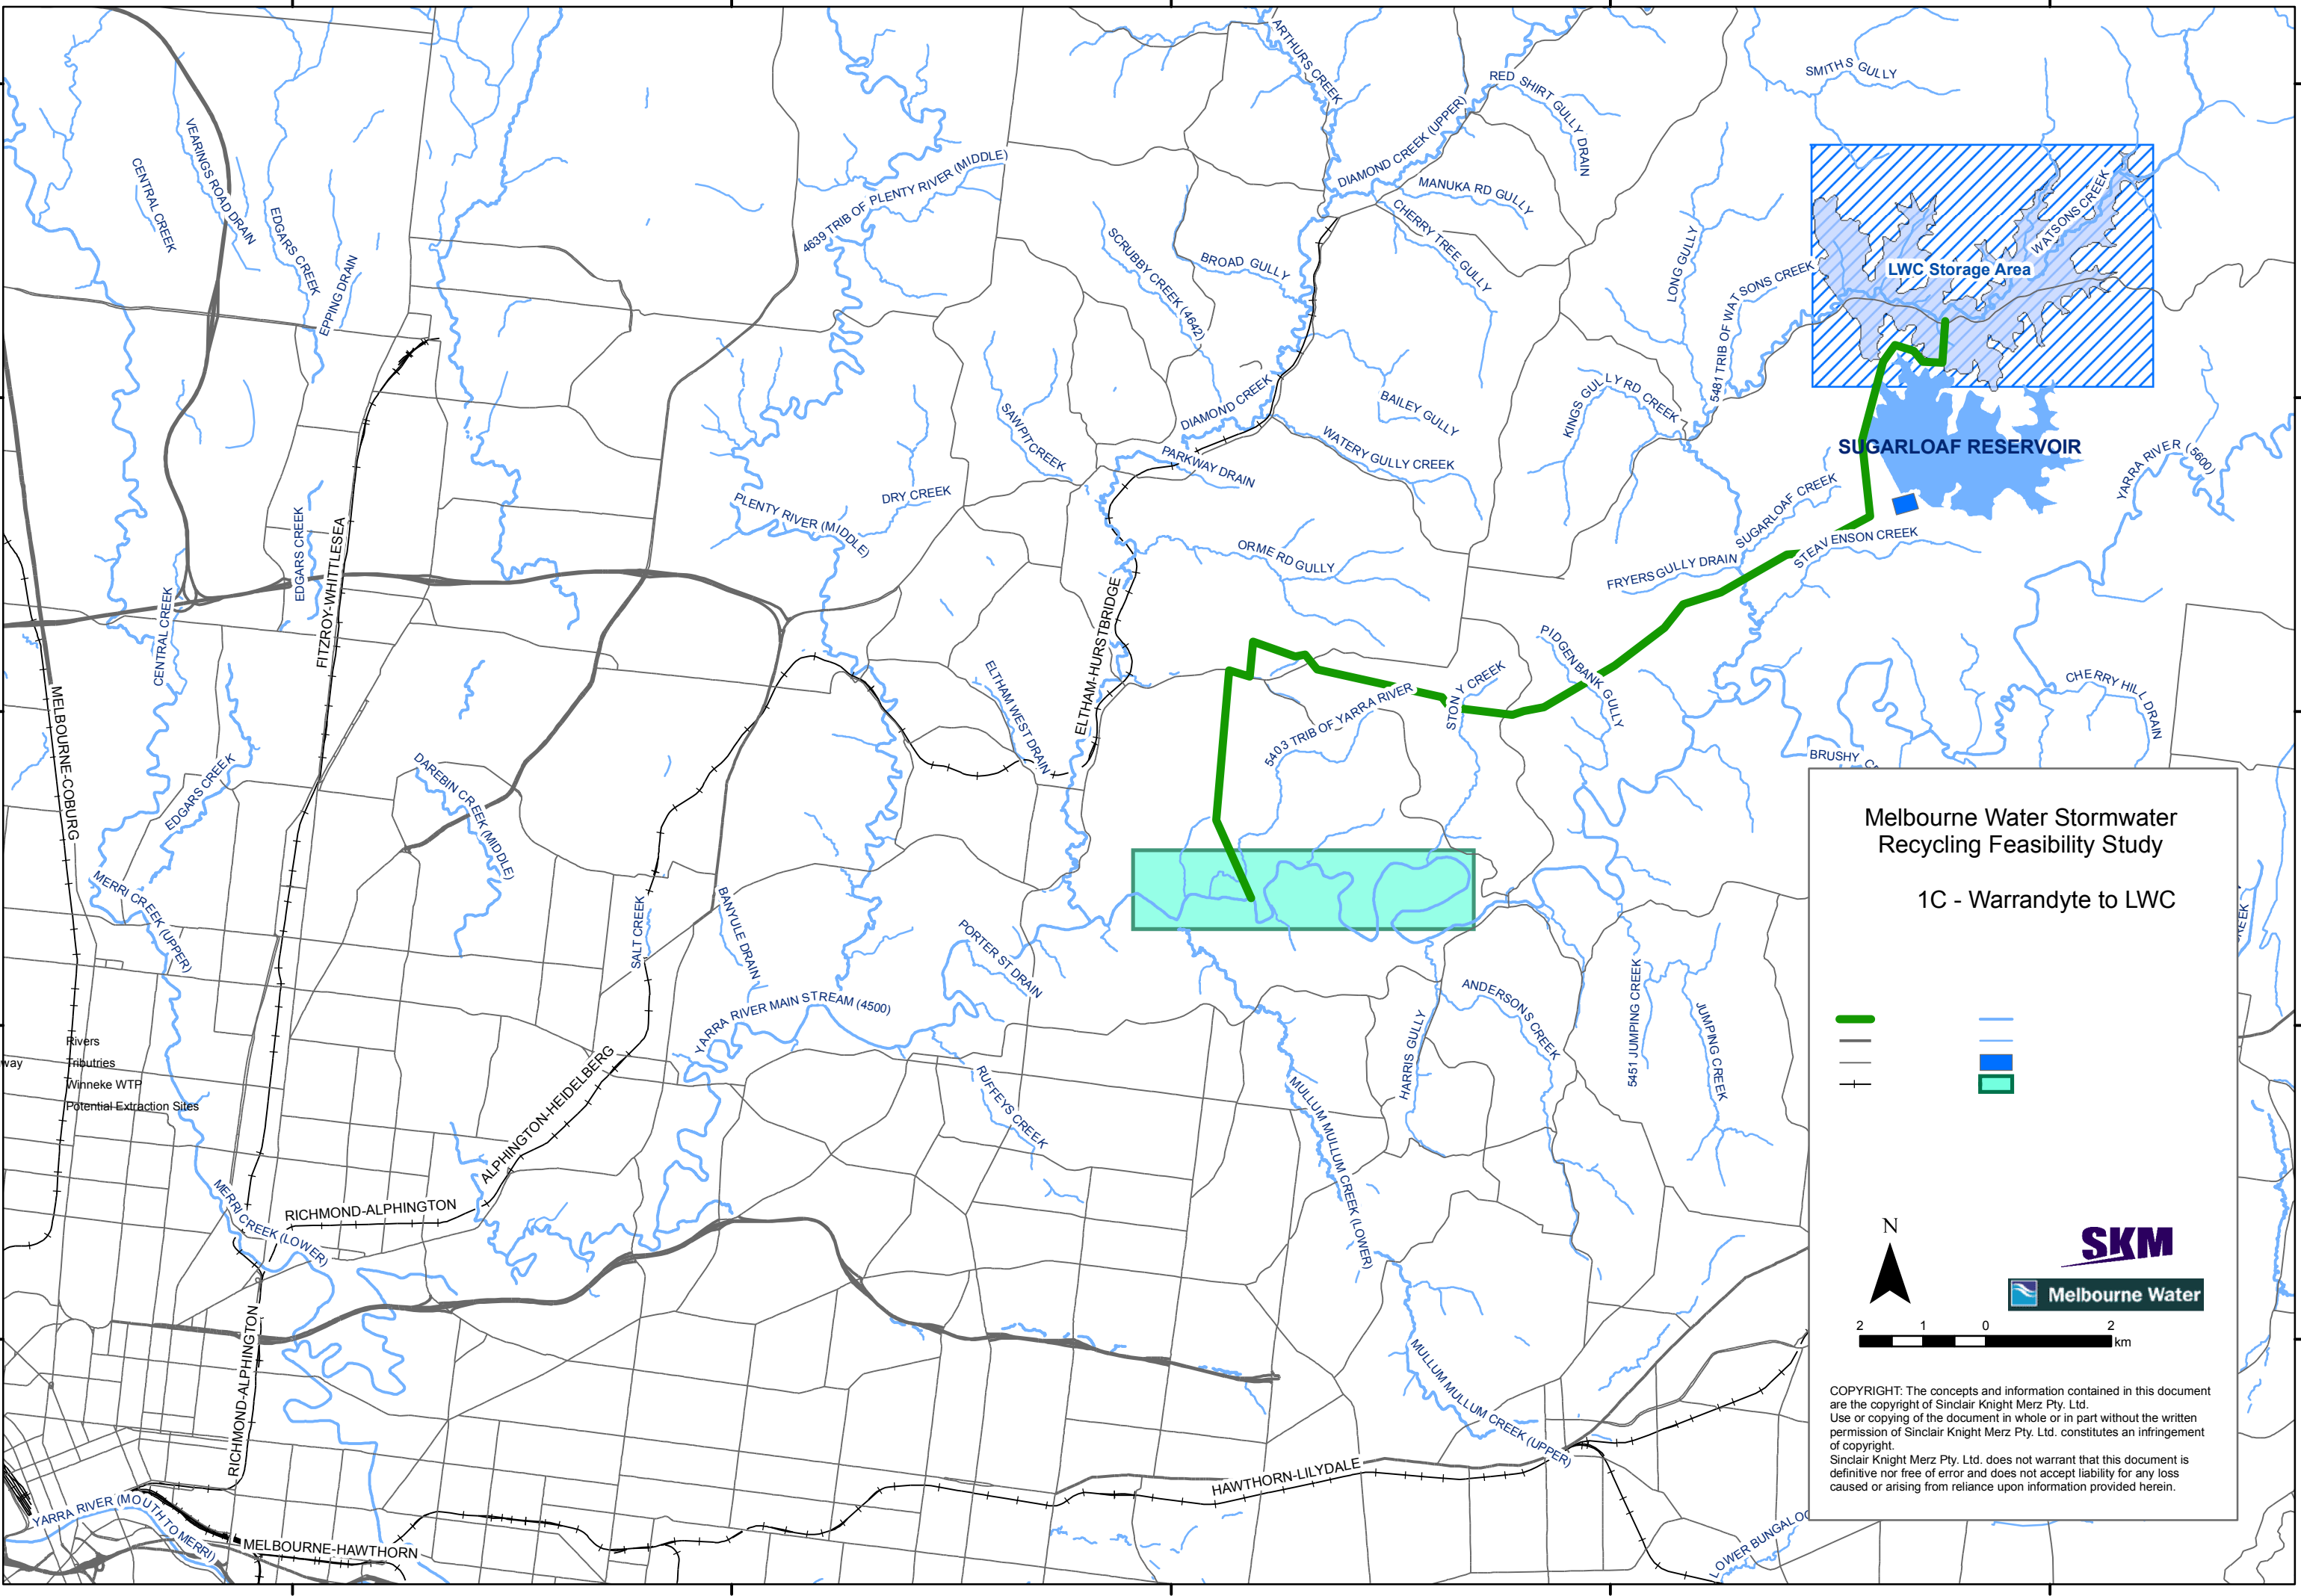 ARTHURS CREEK
RED SHIRT GULLY DRAIN
SMITHS GULLY
DIAMOND CREEK (UPPER)
VEARINGS ROAD DRAIN
CENTRAL CREEK
EDGARS CREEK
EPPING DRAIN
4639 TRIB OF PLENTY RIVER (MIDDLE)
MANUKA RD GULLY
CHERRY TREE GULLY
SCRUBBY CREEK (4642)
BROAD GULLY
LONG GULLY
5481 TRIB OF WATSONS CREEK
WATSONS CREEK
LWC Storage Area
KINGS GULLY RD CREEK
DIAMOND CREEK
BAILEY GULLY
SAWPIT CREEK
WATERY GULLY CREEK
PARKWAY DRAIN
SUGARLOAF RESERVOIR
YARRA RIVER (5600)
PLENTY RIVER (MIDDLE)
DRY CREEK
SUGARLOAF CREEK
STEAVENSON CREEK
ORME RD GULLY
FRYERS GULLY DRAIN
EDGARS CREEK
FITZROY-WHITTLESEA
CENTRAL CREEK
ELTHAM-HURSTBRIDGE
ELTHAM WEST DRAIN
PIDGEN BANK GULLY
STONY CREEK
5403 TRIB OF YARRA RIVER
CHERRY HILL DRAIN
MELBOURNE-COBURG
EDGARS CREEK
DAREBIN CREEK (MIDDLE)
BRUSHY C
MERRI CREEK (UPPER)
SALT CREEK
BANYULE DRAIN
PORTER ST DRAIN
YARRA RIVER MAIN STREAM (4500)
ANDERSONS CREEK
HARRIS GULLY
5451 JUMPING CREEK
JUMPING CREEK
REEK
ALPHINGTON-HEIDELBERG
RUFFEYS CREEK
MULLUM MULLUM CREEK (LOWER)
Rivers
way
Tributries
Winneke WTP
Potential Extraction Sites
MERRI CREEK (LOWER)
RICHMOND-ALPHINGTON
RICHMOND-ALPHINGTON
MULLUM MULLUM CREEK (UPPER)
HAWTHORN-LILYDALE
YARRA RIVER (MOUTH TO MERRI)
MELBOURNE-HAWTHORN
LOWER BUNGALO
Melbourne Water Stormwater
Recycling Feasibility Study
1C - Warrandyte to LWC
N
SKM
Melbourne Water
2 1 0 2
km
COPYRIGHT: The concepts and information contained in this document
are the copyright of Sinclair Knight Merz Pty. Ltd.
Use or copying of the document in whole or in part without the written
permission of Sinclair Knight Merz Pty. Ltd. constitutes an infringement
of copyright.
Sinclair Knight Merz Pty. Ltd. does not warrant that this document is
definitive nor free of error and does not accept liability for any loss
caused or arising from reliance upon information provided herein.